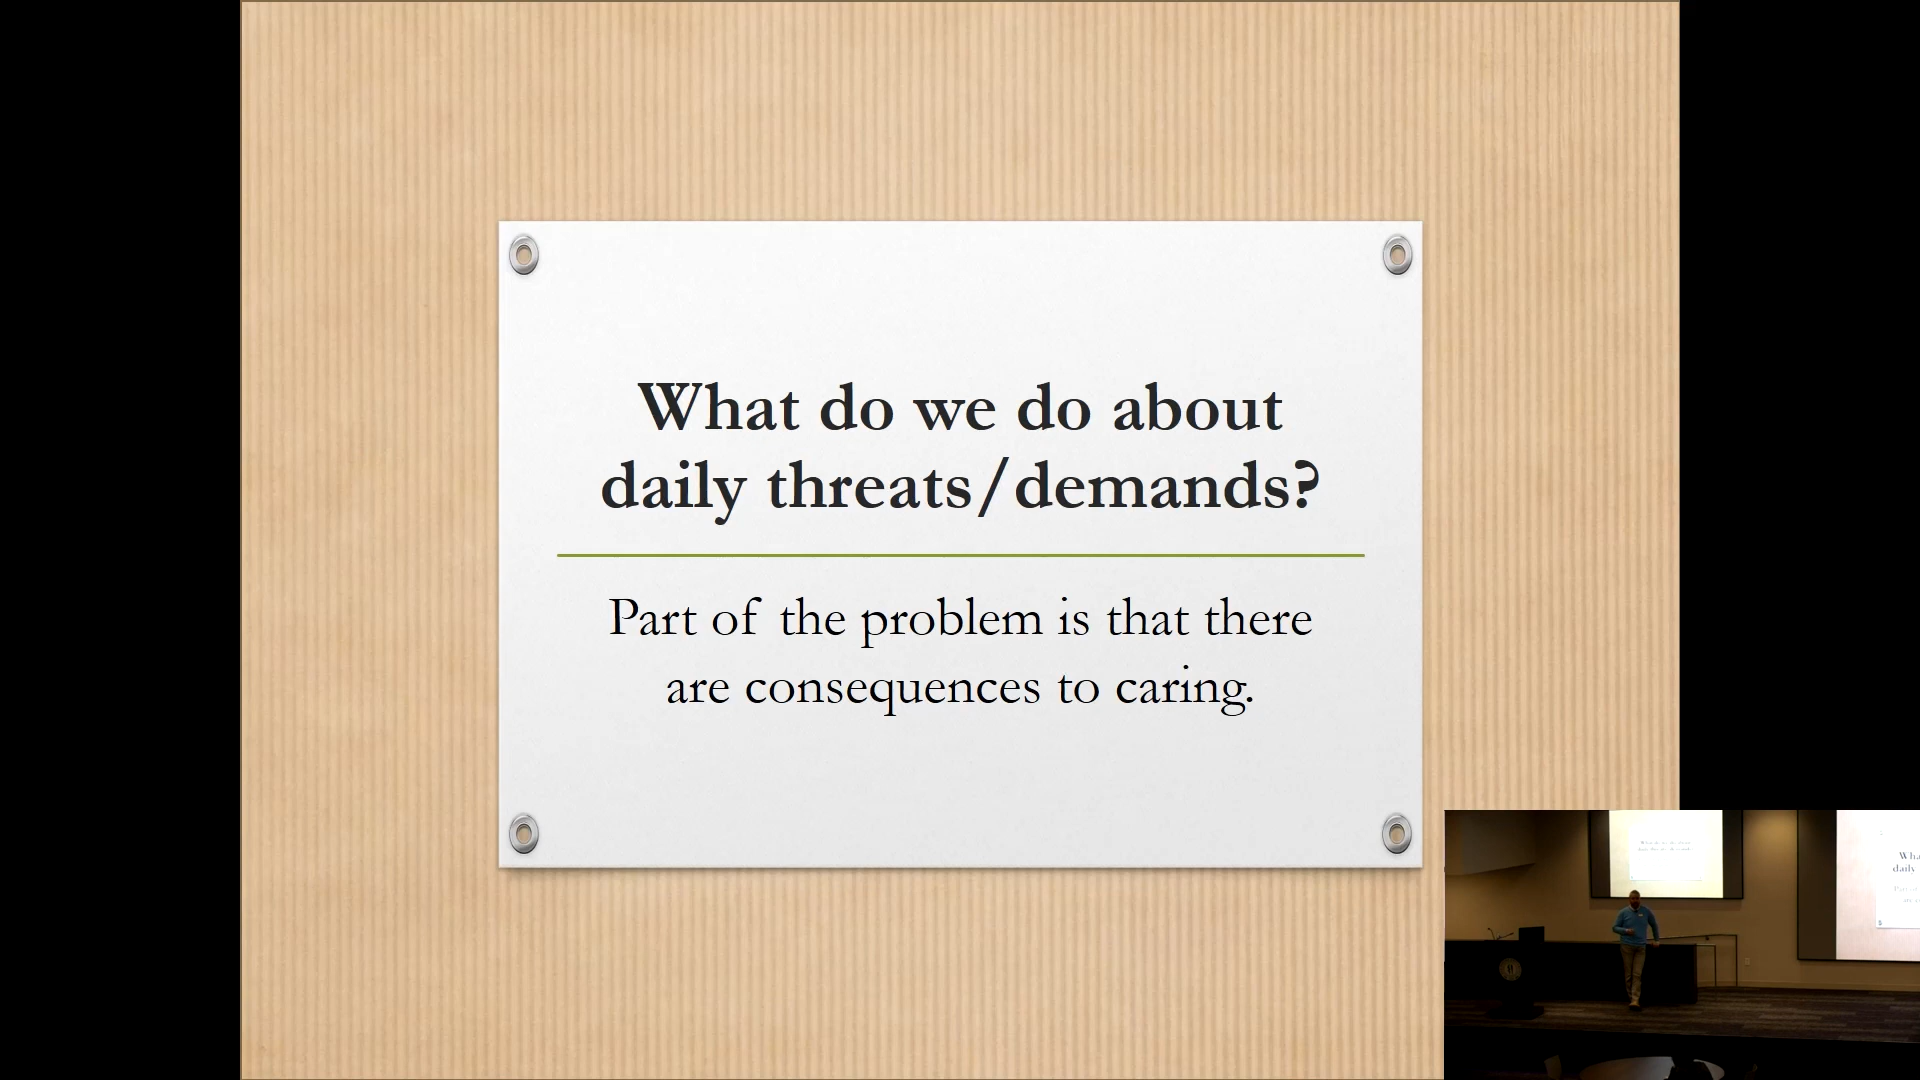 What do we do about
daily threats/demands?
Part of the problem is that there
are consequences to caring.